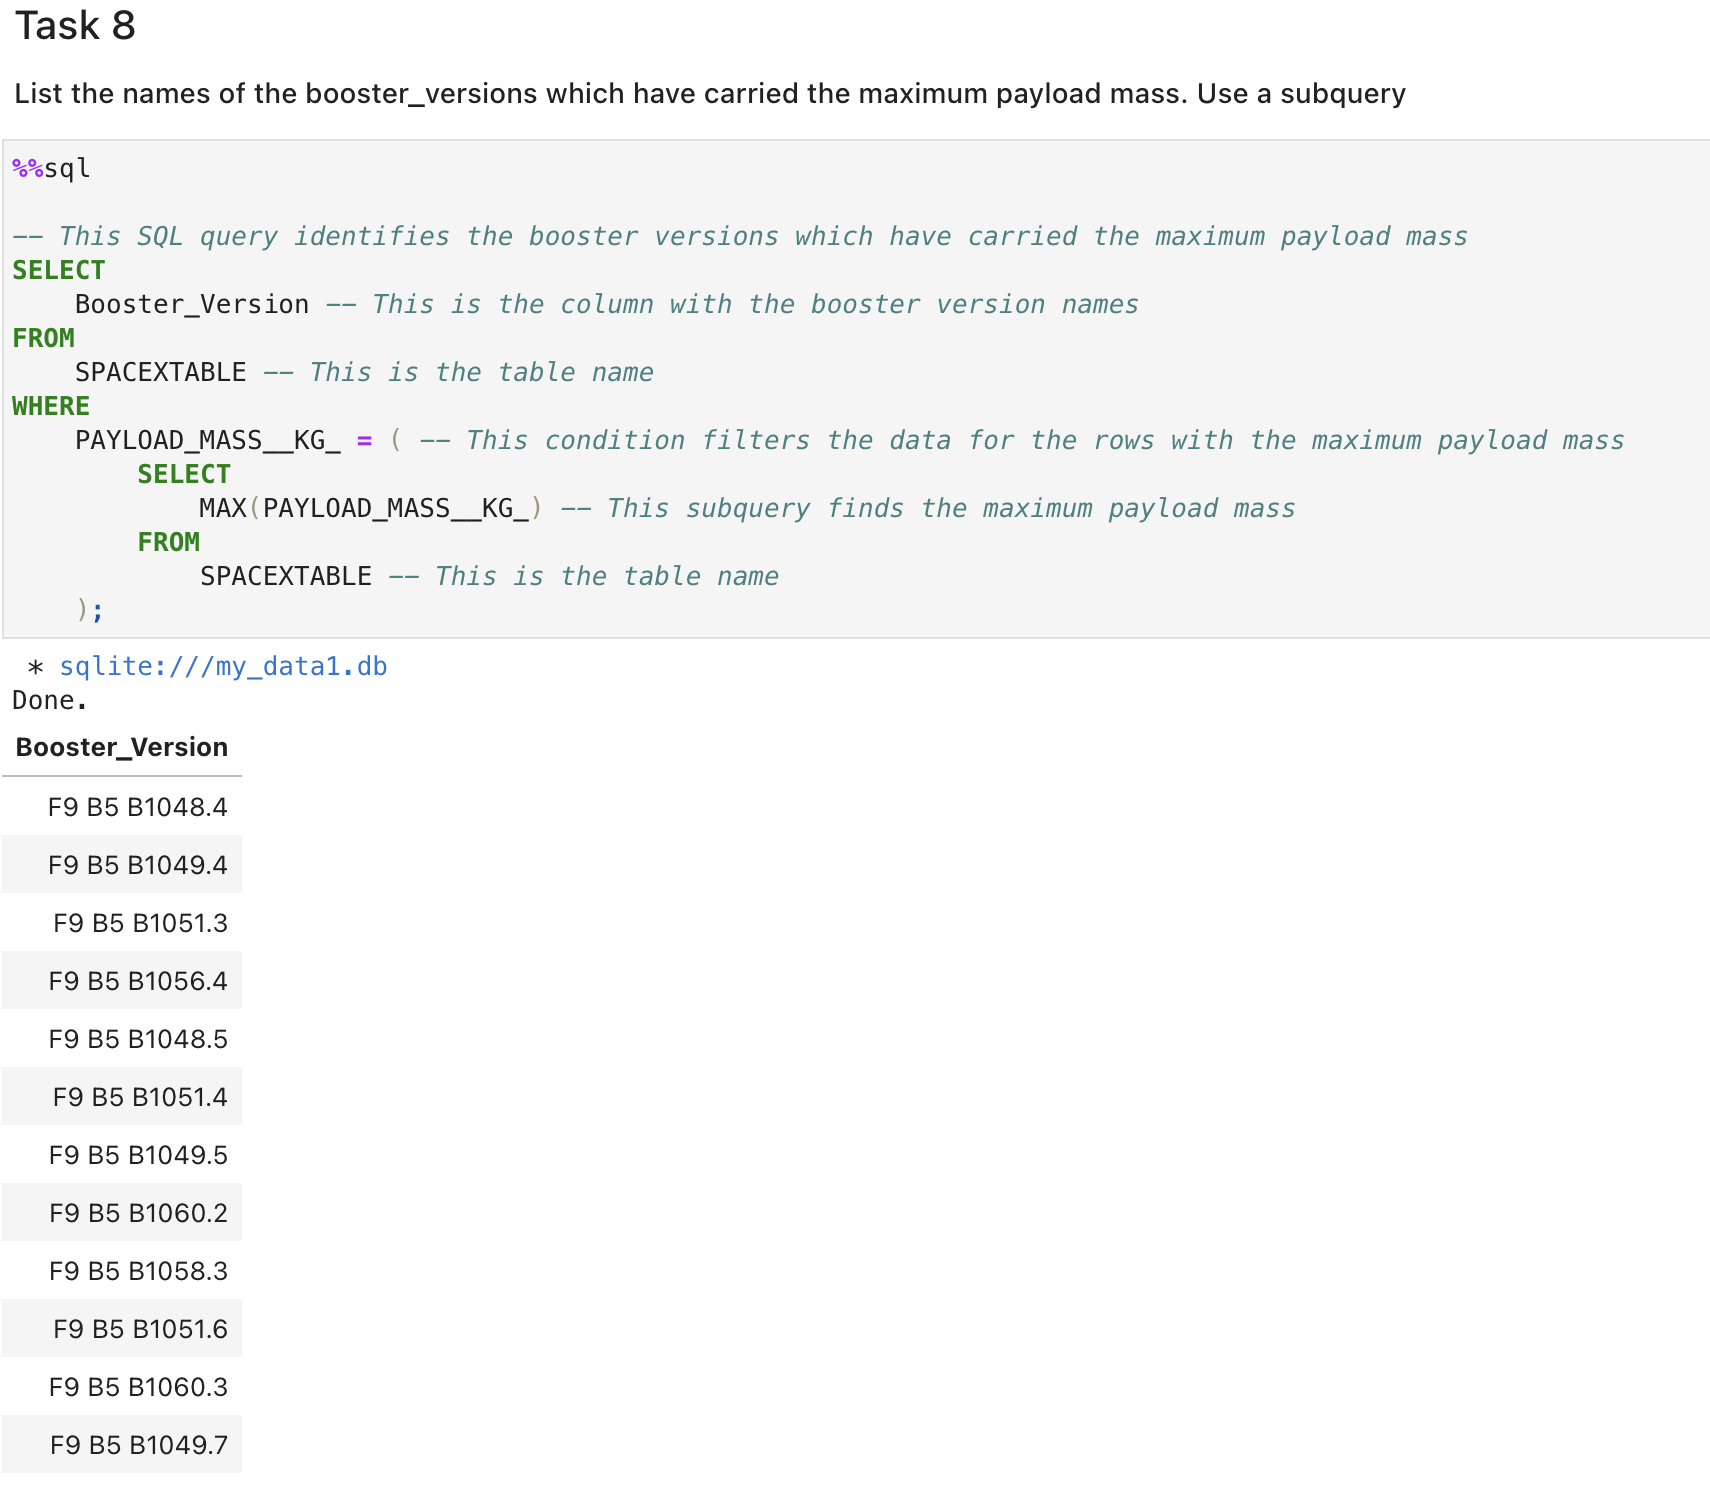 Task 8
List the names of the booster_versions which have carried the maximum payload mass. Use a subquery
%%sql
-- This SQL query identifies the booster versions which have carried the maximum payload mass
SELECT
    Booster_Version -- This is the column with the booster version names
FROM
    SPACEXTABLE -- This is the table name
WHERE
    PAYLOAD_MASS__KG_ = ( -- This condition filters the data for the rows with the maximum payload mass
        SELECT
            MAX(PAYLOAD_MASS__KG_) -- This subquery finds the maximum payload mass
        FROM
            SPACEXTABLE -- This is the table name
    );
 * sqlite:///my_data1.db
Done.
Booster_Version
F9 B5 B1048.4
F9 B5 B1049.4
F9 B5 B1051.3
F9 B5 B1056.4
F9 B5 B1048.5
F9 B5 B1051.4
F9 B5 B1049.5
F9 B5 B1060.2
F9 B5 B1058.3
F9 B5 B1051.6
F9 B5 B1060.3
F9 B5 B1049.7